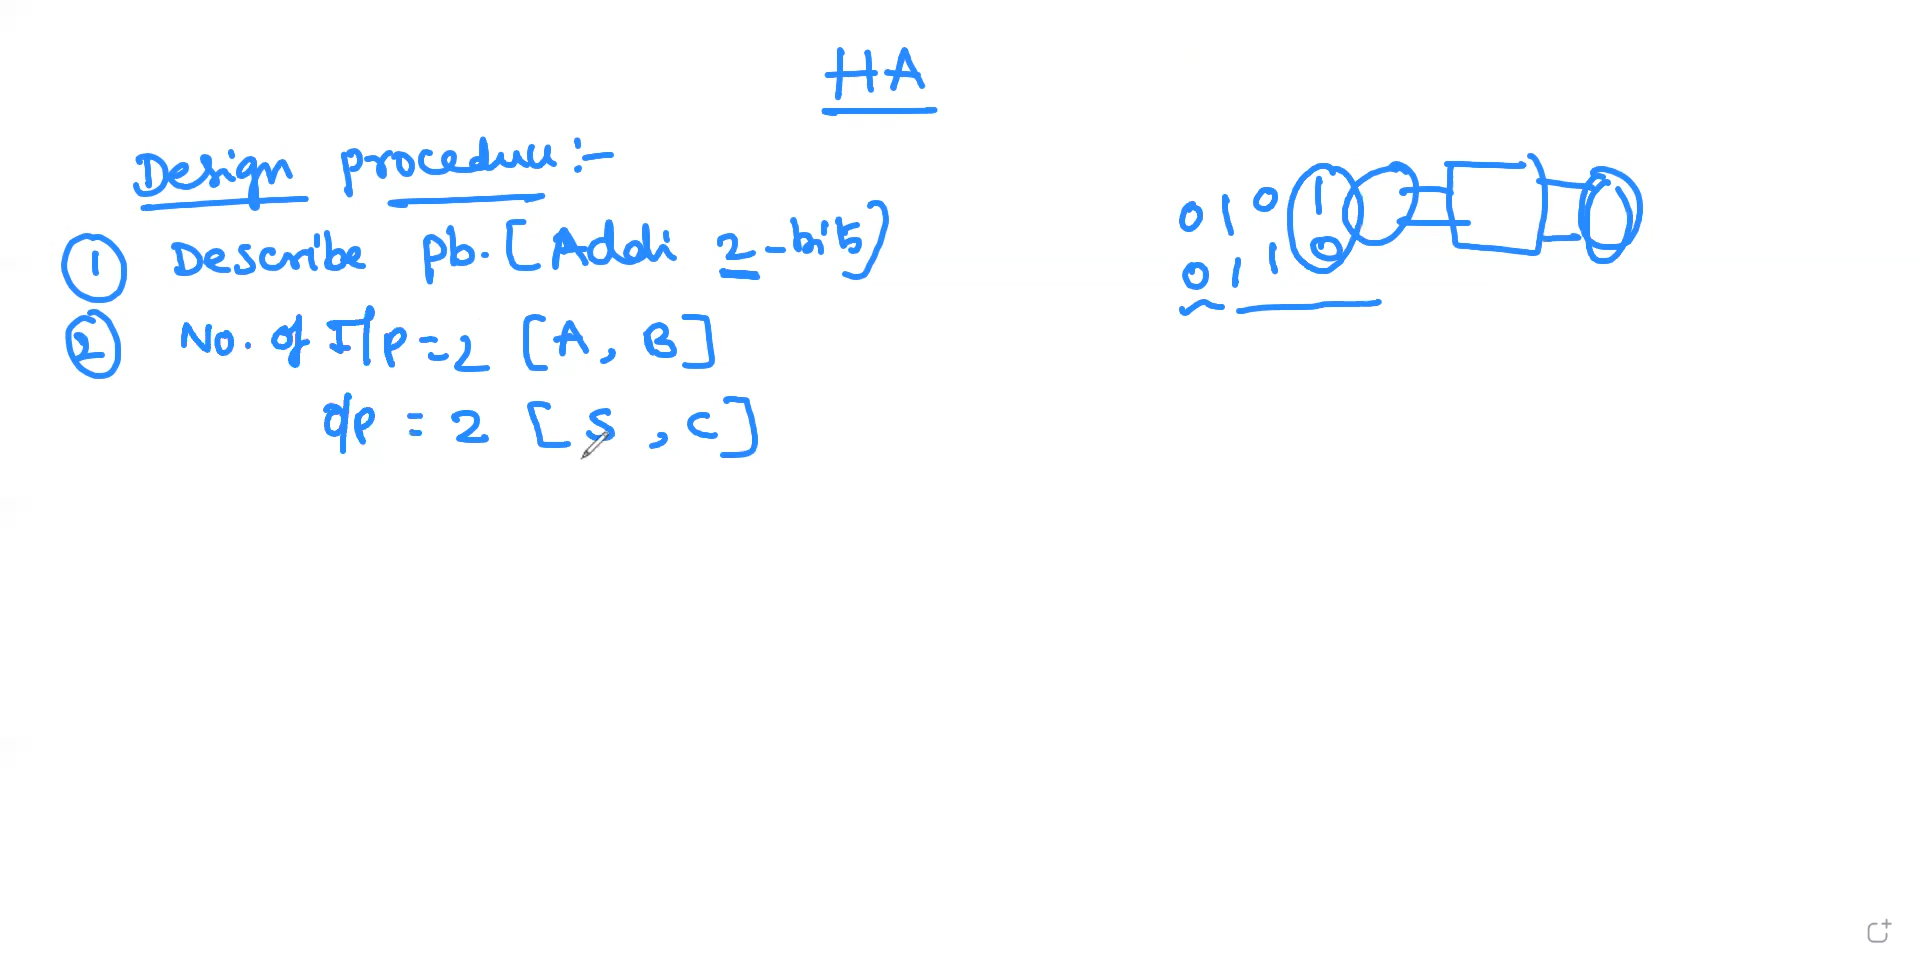 HA
Design procedure:-
① Describe pb. [Addi 2-bits]
② No. of I/p = 2 [A, B]
o/p = 2 [S, C]
0 1 0 1
0 1 1 0